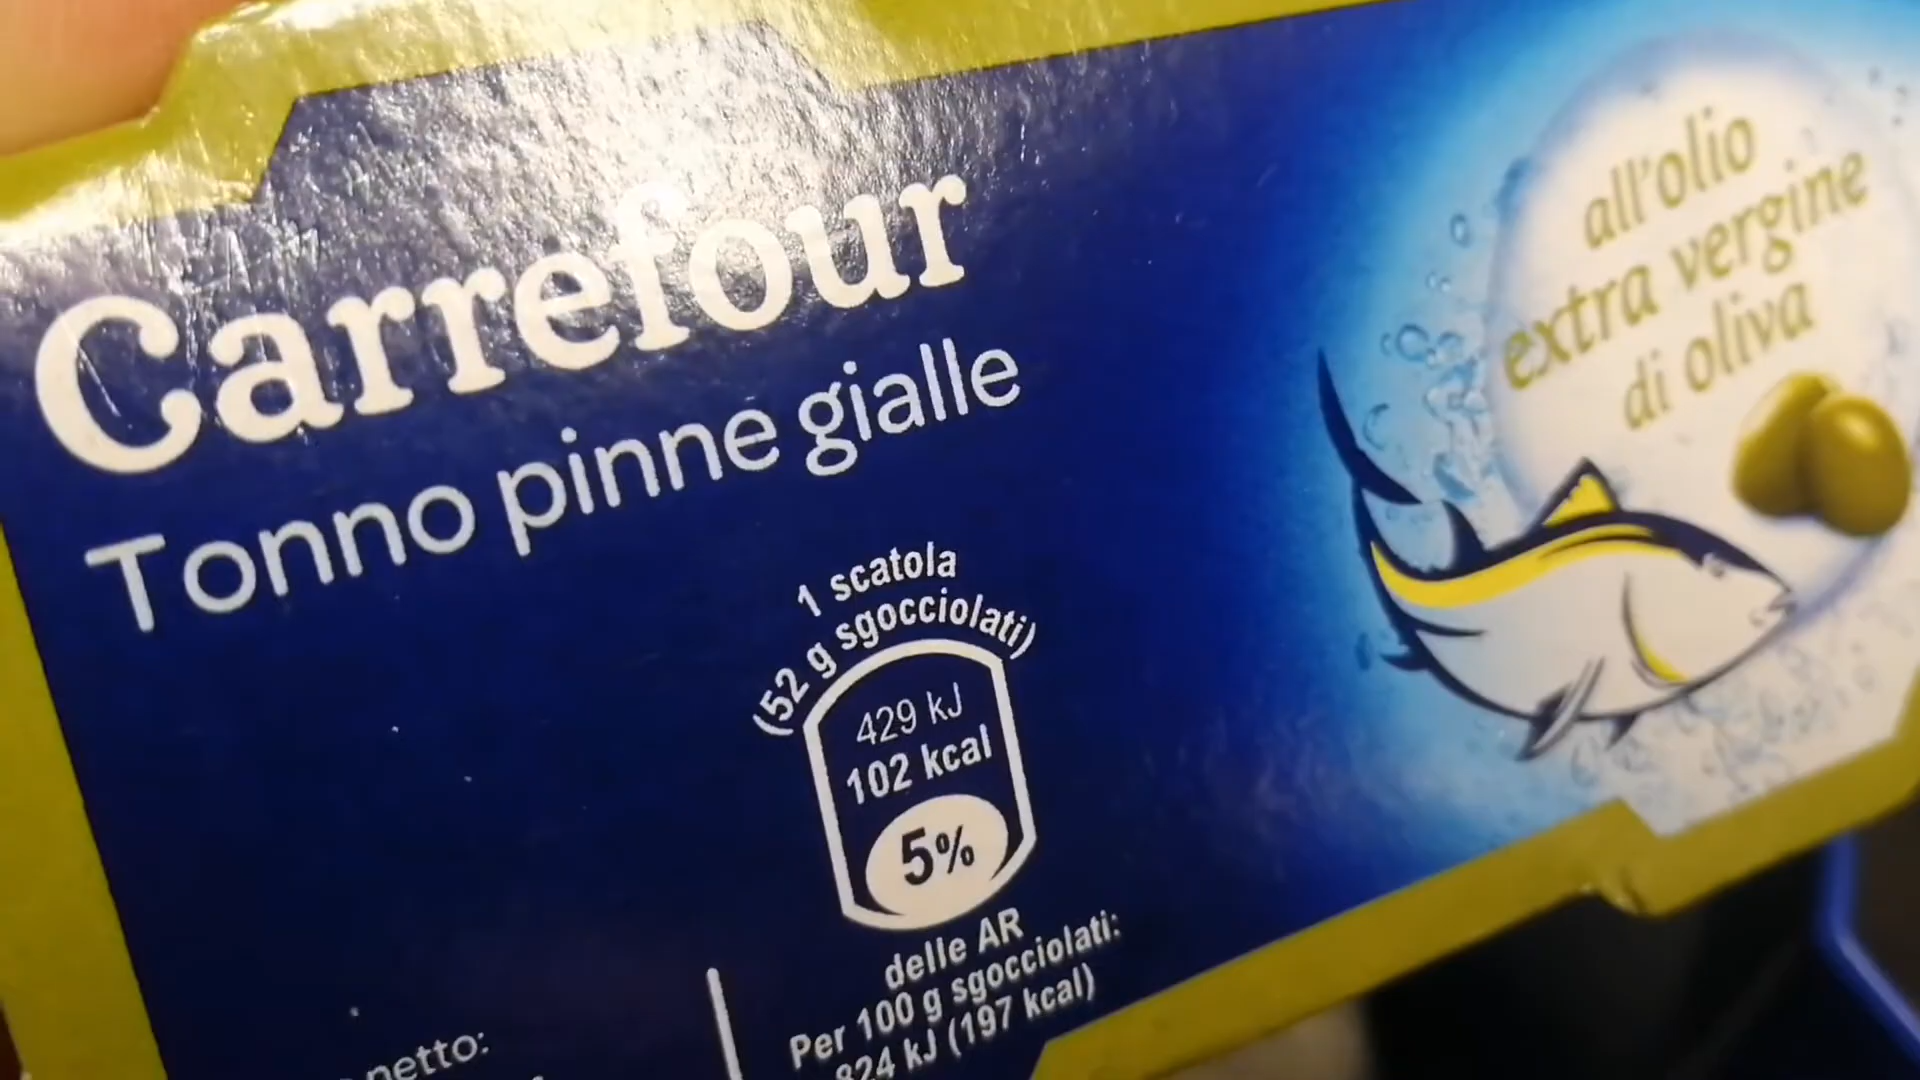 Carrefour
Tonno pinne gialle
all'olio
extra vergine
di oliva
1 scatola
(52 g sgocciolati)
429 kJ
102 kcal
5%
delle AR
Per 100 g sgocciolati:
824 kJ (197 kcal)
netto: